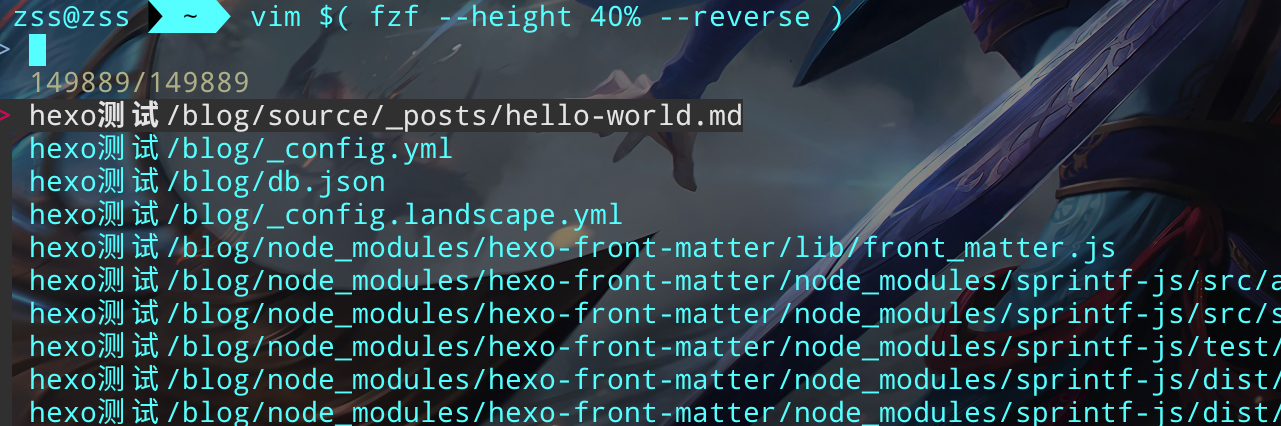 zss@zss ~ vim $( fzf --height 40% --reverse )
>
149889/149889
> hexo测试/blog/source/_posts/hello-world.md
hexo测试/blog/_config.yml
hexo测试/blog/db.json
hexo测试/blog/_config.landscape.yml
hexo测试/blog/node_modules/hexo-front-matter/lib/front_matter.js
hexo测试/blog/node_modules/hexo-front-matter/node_modules/sprintf-js/src/a
hexo测试/blog/node_modules/hexo-front-matter/node_modules/sprintf-js/src/s
hexo测试/blog/node_modules/hexo-front-matter/node_modules/sprintf-js/test/
hexo测试/blog/node_modules/hexo-front-matter/node_modules/sprintf-js/dist/
hexo测试/blog/node_modules/hexo-front-matter/node_modules/sprintf-js/dist/